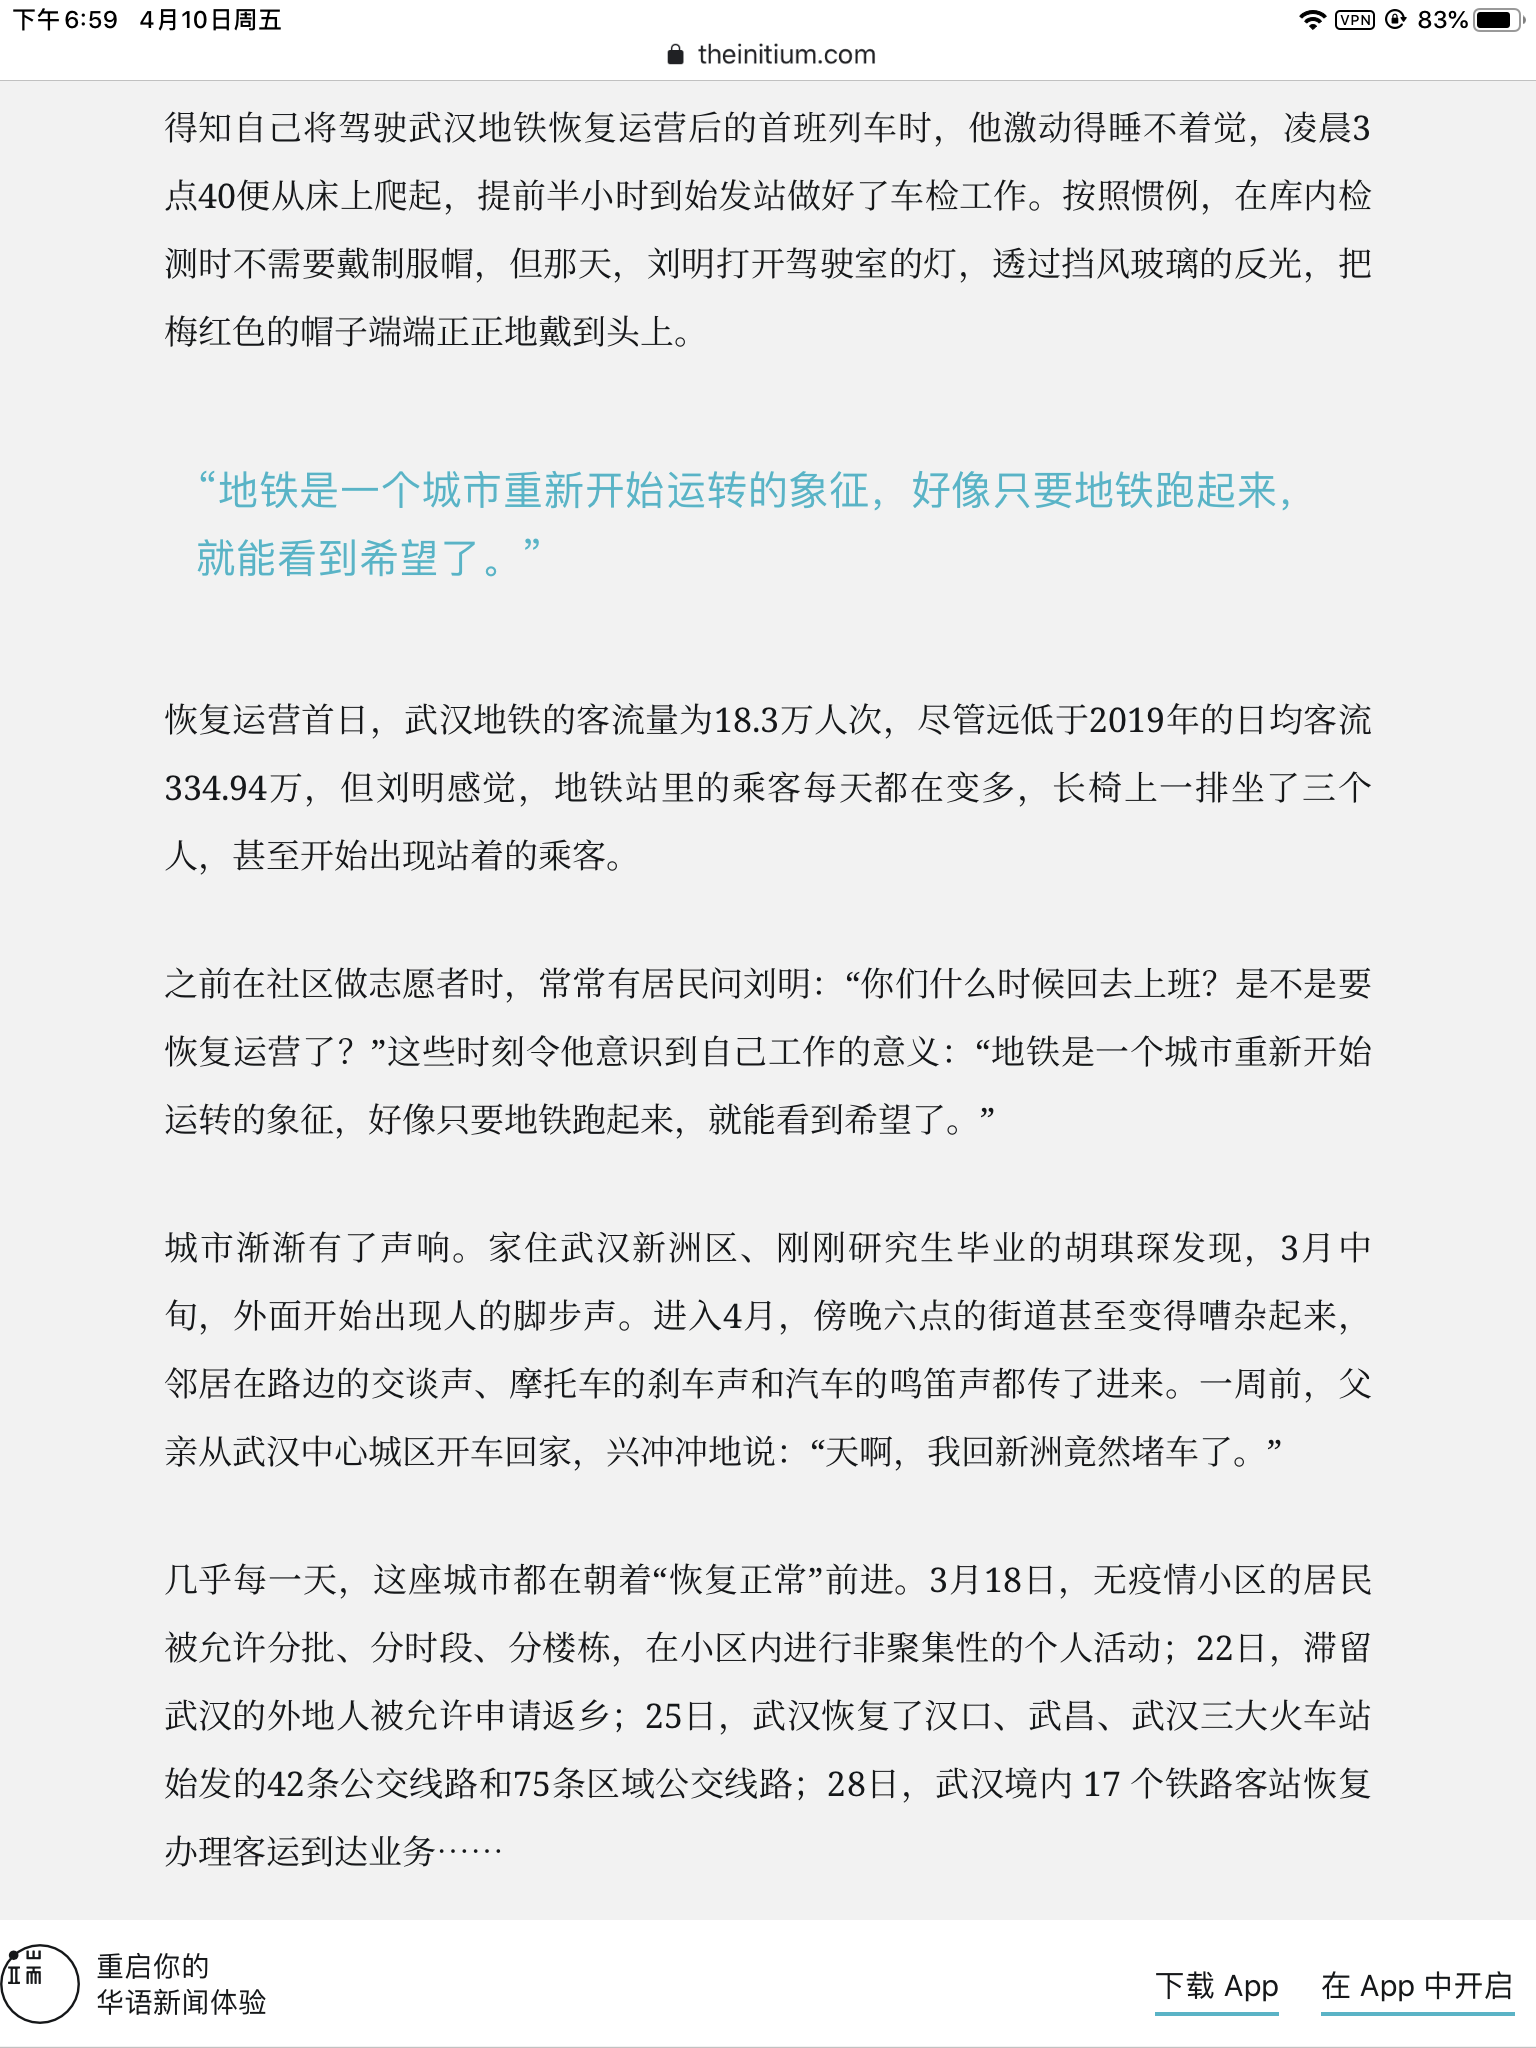 下午6:59 4月10日周五 VPN 83%
theinitium.com
得知自己将驾驶武汉地铁恢复运营后的首班列车时，他激动得睡不着觉，凌晨3
点40便从床上爬起，提前半小时到始发站做好了车检工作。按照惯例，在库内检
测时不需要戴制服帽，但那天，刘明打开驾驶室的灯，透过挡风玻璃的反光，把
梅红色的帽子端端正正地戴到头上。
“地铁是一个城市重新开始运转的象征，好像只要地铁跑起来，
就能看到希望了。”
恢复运营首日，武汉地铁的客流量为18.3万人次，尽管远低于2019年的日均客流
334.94万，但刘明感觉，地铁站里的乘客每天都在变多，长椅上一排坐了三个
人，甚至开始出现站着的乘客。
之前在社区做志愿者时，常常有居民问刘明：“你们什么时候回去上班？是不是要
恢复运营了？”这些时刻令他意识到自己工作的意义：“地铁是一个城市重新开始
运转的象征，好像只要地铁跑起来，就能看到希望了。”
城市渐渐有了声响。家住武汉新洲区、刚刚研究生毕业的胡琪琛发现，3月中
旬，外面开始出现人的脚步声。进入4月，傍晚六点的街道甚至变得嘈杂起来，
邻居在路边的交谈声、摩托车的刹车声和汽车的鸣笛声都传了进来。一周前，父
亲从武汉中心城区开车回家，兴冲冲地说：“天啊，我回新洲竟然堵车了。”
几乎每一天，这座城市都在朝着“恢复正常”前进。3月18日，无疫情小区的居民
被允许分批、分时段、分楼栋，在小区内进行非聚集性的个人活动；22日，滞留
武汉的外地人被允许申请返乡；25日，武汉恢复了汉口、武昌、武汉三大火车站
始发的42条公交线路和75条区域公交线路；28日，武汉境内 17 个铁路客站恢复
办理客运到达业务……
端
重启你的
华语新闻体验
下载 App 在 App 中开启